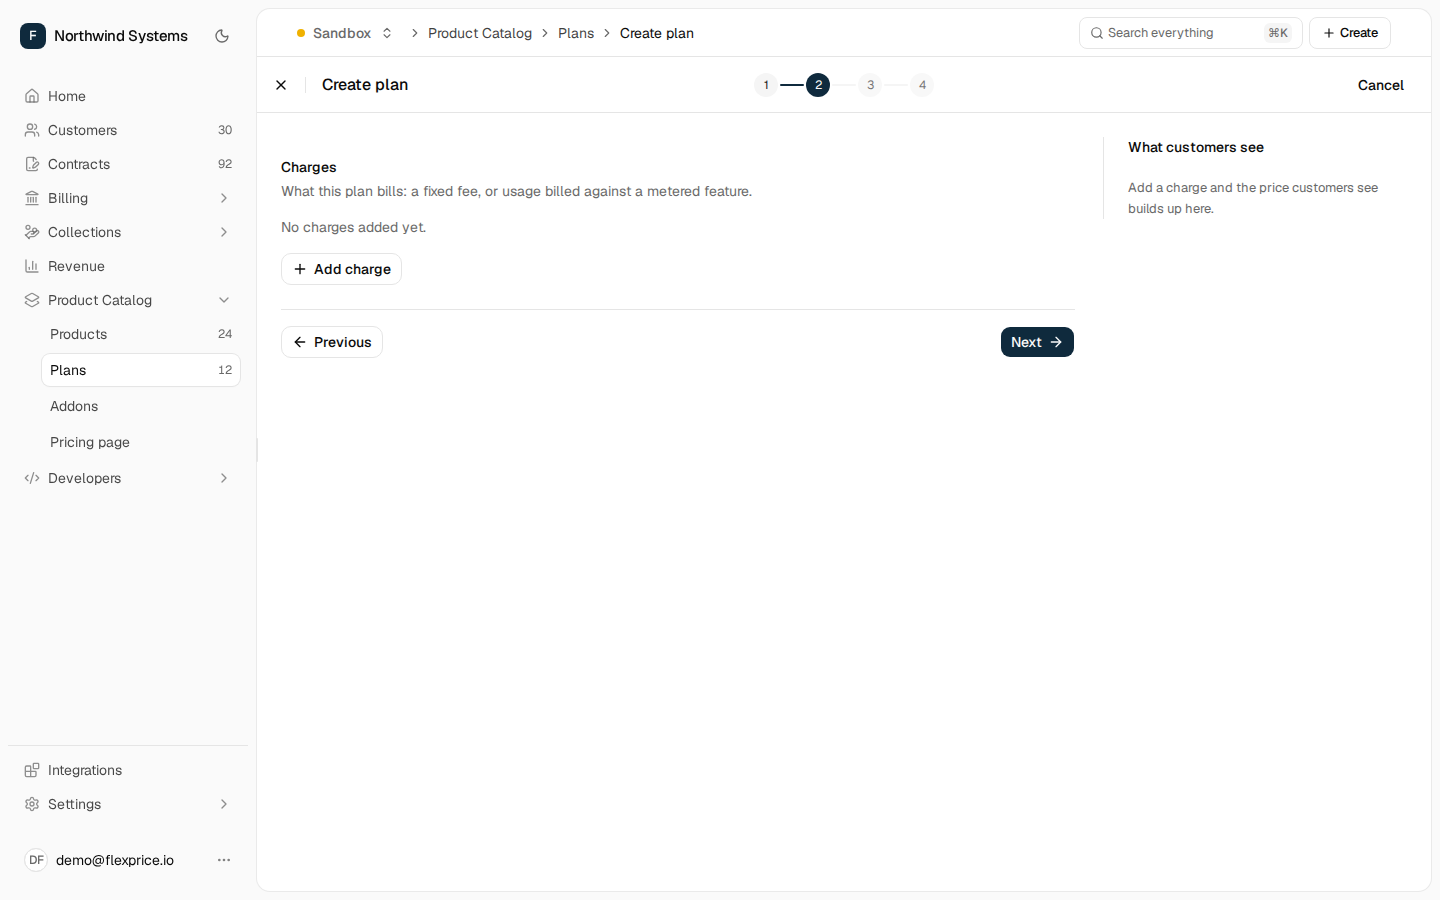 F Northwind Systems
Home
Customers 30
Contracts 92
Billing
Collections
Revenue
Product Catalog
Products 24
Plans 12
Addons
Pricing page
Developers
Integrations
Settings
DF demo@flexprice.io
Sandbox Product Catalog Plans Create plan
Search everything ⌘K
Create
Create plan
1 2 3 4
Cancel
Charges
What this plan bills: a fixed fee, or usage billed against a metered feature.
No charges added yet.
Add charge
Previous
Next
What customers see
Add a charge and the price customers see
builds up here.